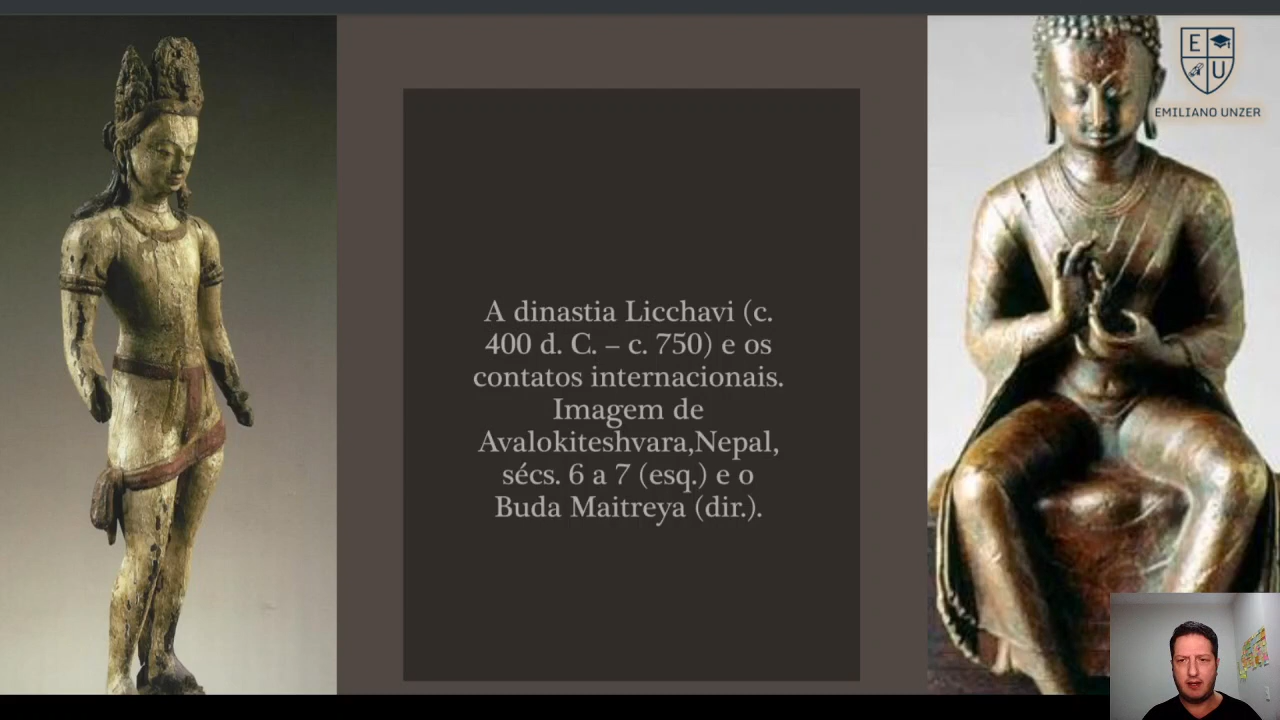 A dinastia Licchavi (c.
400 d. C. – c. 750) e os
contatos internacionais.
Imagem de
Avalokiteshvara,Nepal,
sécs. 6 a 7 (esq.) e o
Buda Maitreya (dir.).
E
U
EMILIANO UNZER